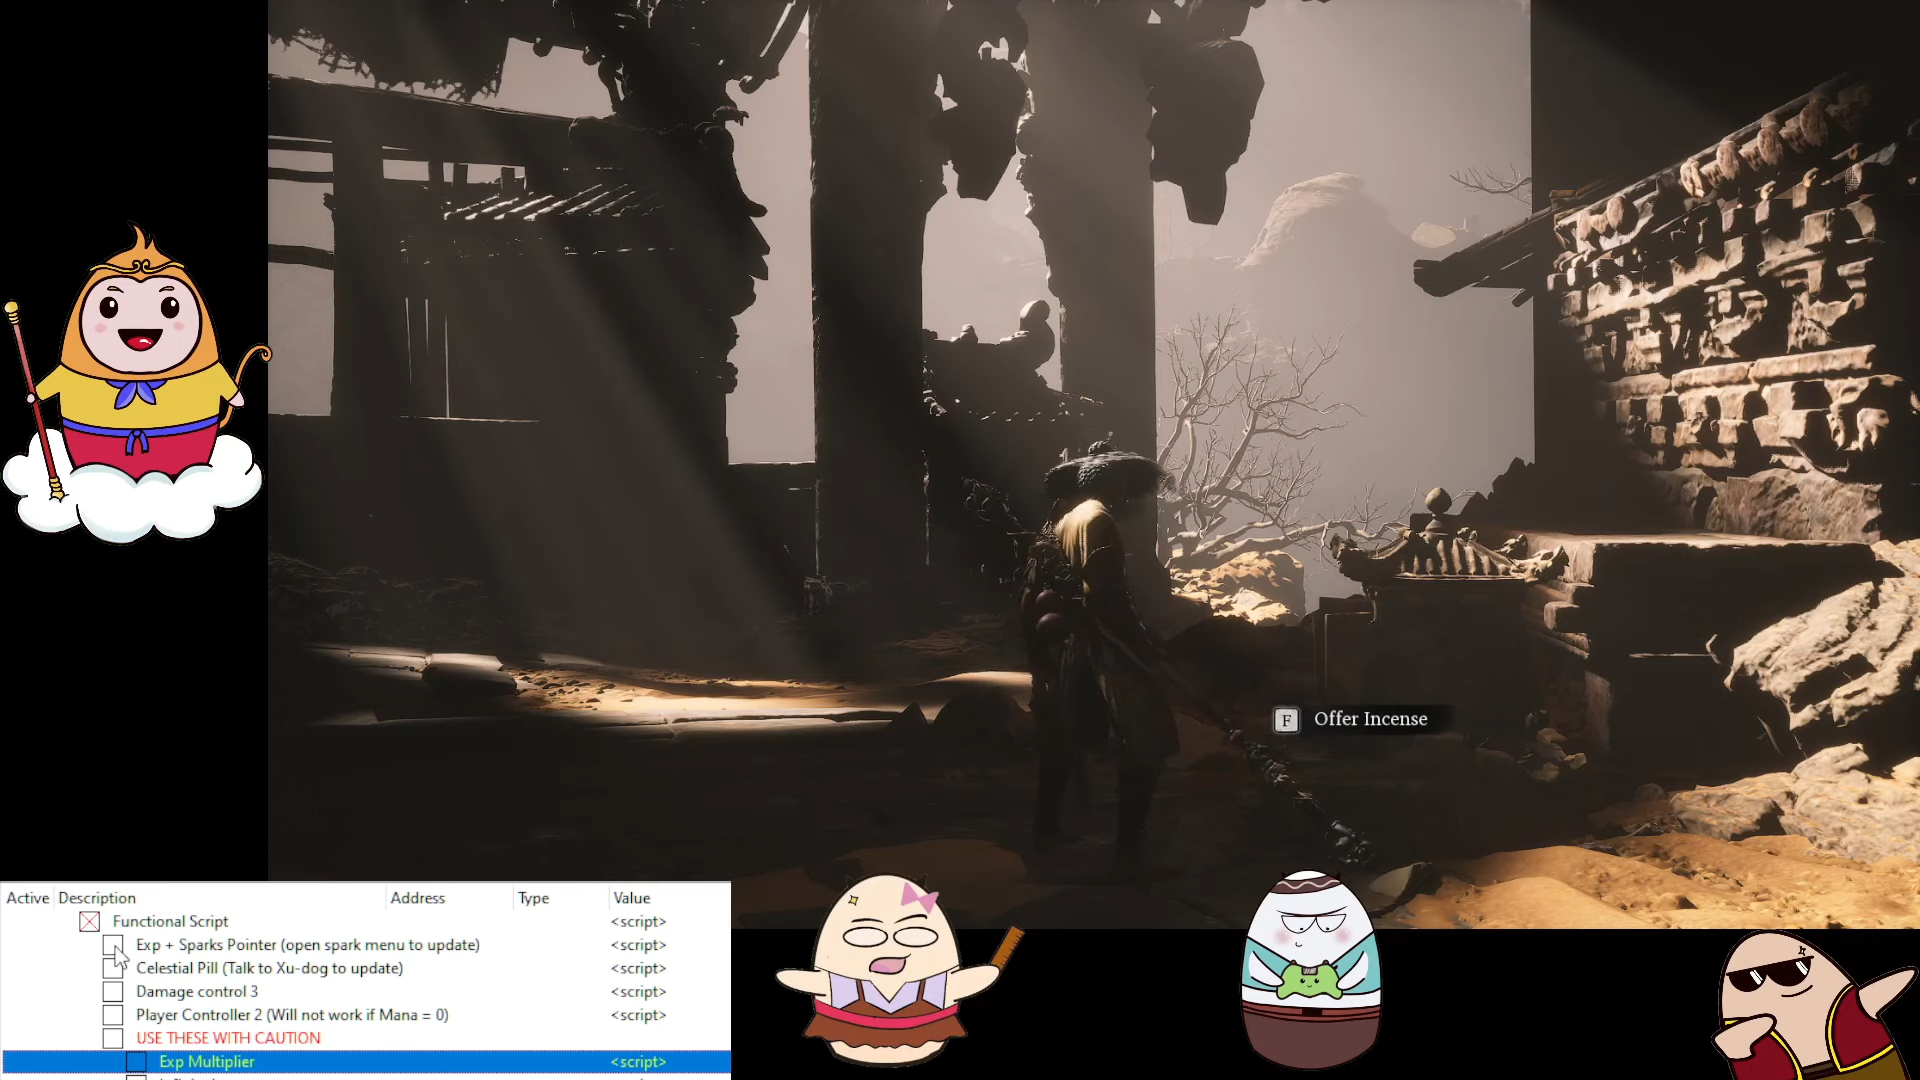 F Offer Incense
Active Description Address Type Value
Functional Script <script>
Exp + Sparks Pointer (open spark menu to update) <script>
Celestial Pill (Talk to Xu-dog to update) <script>
Damage control 3 <script>
Player Controller 2 (Will not work if Mana = 0) <script>
USE THESE WITH CAUTION
Exp Multiplier <script>